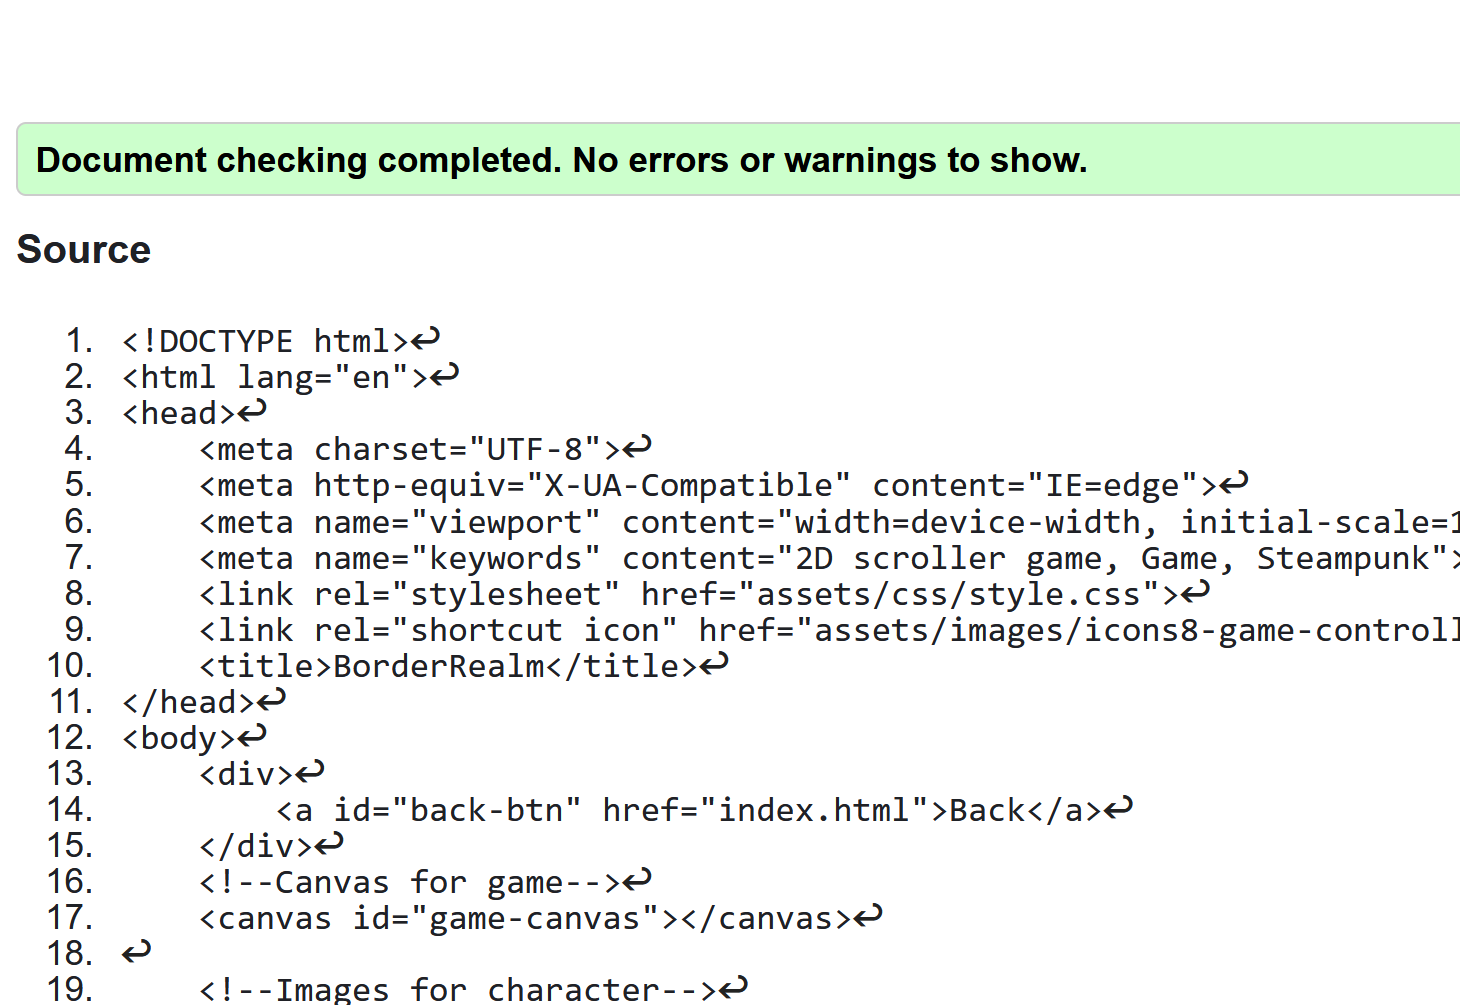 Document checking completed. No errors or warnings to show.
Source
1. <!DOCTYPE html>↩
2. <html lang="en">↩
3. <head>↩
4. <meta charset="UTF-8">↩
5. <meta http-equiv="X-UA-Compatible" content="IE=edge">↩
6. <meta name="viewport" content="width=device-width, initial-scale=1
7. <meta name="keywords" content="2D scroller game, Game, Steampunk">
8. <link rel="stylesheet" href="assets/css/style.css">↩
9. <link rel="shortcut icon" href="assets/images/icons8-game-controll
10. <title>BorderRealm</title>↩
11. </head>↩
12. <body>↩
13. <div>↩
14. <a id="back-btn" href="index.html">Back</a>↩
15. </div>↩
16. <!--Canvas for game-->↩
17. <canvas id="game-canvas"></canvas>↩
18. ↩
19. <!--Images for character-->↩